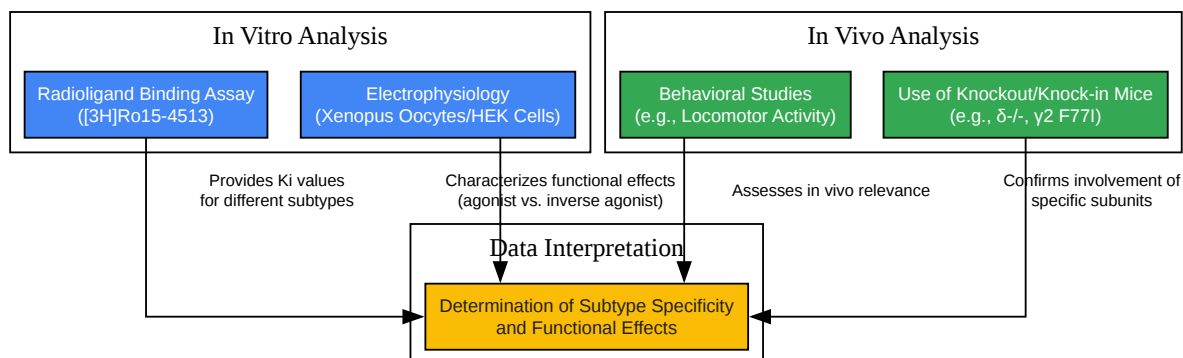 In Vitro Analysis
In Vivo Analysis
Radioligand Binding Assay
([3H]Ro15-4513)
Electrophysiology
(Xenopus Oocytes/HEK Cells)
Behavioral Studies
(e.g., Locomotor Activity)
Use of Knockout/Knock-in Mice
(e.g., δ-/-, γ2 F77I)
Provides Ki values
for different subtypes
Characterizes functional effects
(agonist vs. inverse agonist)
Assesses in vivo relevance
Confirms involvement of
specific subunits
Data Interpretation
Determination of Subtype Specificity
and Functional Effects